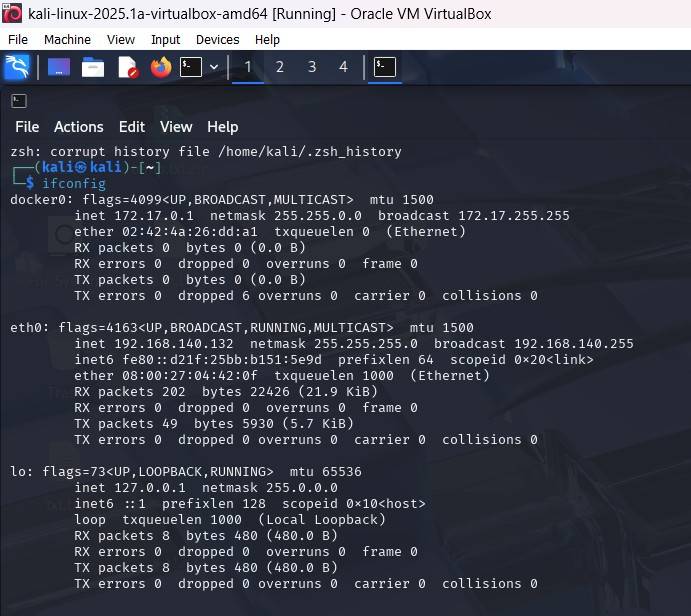 kali-linux-2025.1a-virtualbox-amd64 [Running] - Oracle VM VirtualBox
File Machine View Input Devices Help
1 2 3 4
File Actions Edit View Help
zsh: corrupt history file /home/kali/.zsh_history
┌──(kali㉿kali)-[~]
└─$ ifconfig
docker0: flags=4099<UP,BROADCAST,MULTICAST>  mtu 1500
        inet 172.17.0.1  netmask 255.255.0.0  broadcast 172.17.255.255
        ether 02:42:4a:26:dd:a1  txqueuelen 0  (Ethernet)
        RX packets 0  bytes 0 (0.0 B)
        RX errors 0  dropped 0  overruns 0  frame 0
        TX packets 0  bytes 0 (0.0 B)
        TX errors 0  dropped 6 overruns 0  carrier 0  collisions 0
eth0: flags=4163<UP,BROADCAST,RUNNING,MULTICAST>  mtu 1500
        inet 192.168.140.132  netmask 255.255.255.0  broadcast 192.168.140.255
        inet6 fe80::d21f:25bb:b151:5e9d  prefixlen 64  scopeid 0×20<link>
        ether 08:00:27:04:42:0f  txqueuelen 1000  (Ethernet)
        RX packets 202  bytes 22426 (21.9 KiB)
        RX errors 0  dropped 0  overruns 0  frame 0
        TX packets 49  bytes 5930 (5.7 KiB)
        TX errors 0  dropped 0 overruns 0  carrier 0  collisions 0
lo: flags=73<UP,LOOPBACK,RUNNING>  mtu 65536
        inet 127.0.0.1  netmask 255.0.0.0
        inet6 ::1  prefixlen 128  scopeid 0×10<host>
        loop  txqueuelen 1000  (Local Loopback)
        RX packets 8  bytes 480 (480.0 B)
        RX errors 0  dropped 0  overruns 0  frame 0
        TX packets 8  bytes 480 (480.0 B)
        TX errors 0  dropped 0 overruns 0  carrier 0  collisions 0